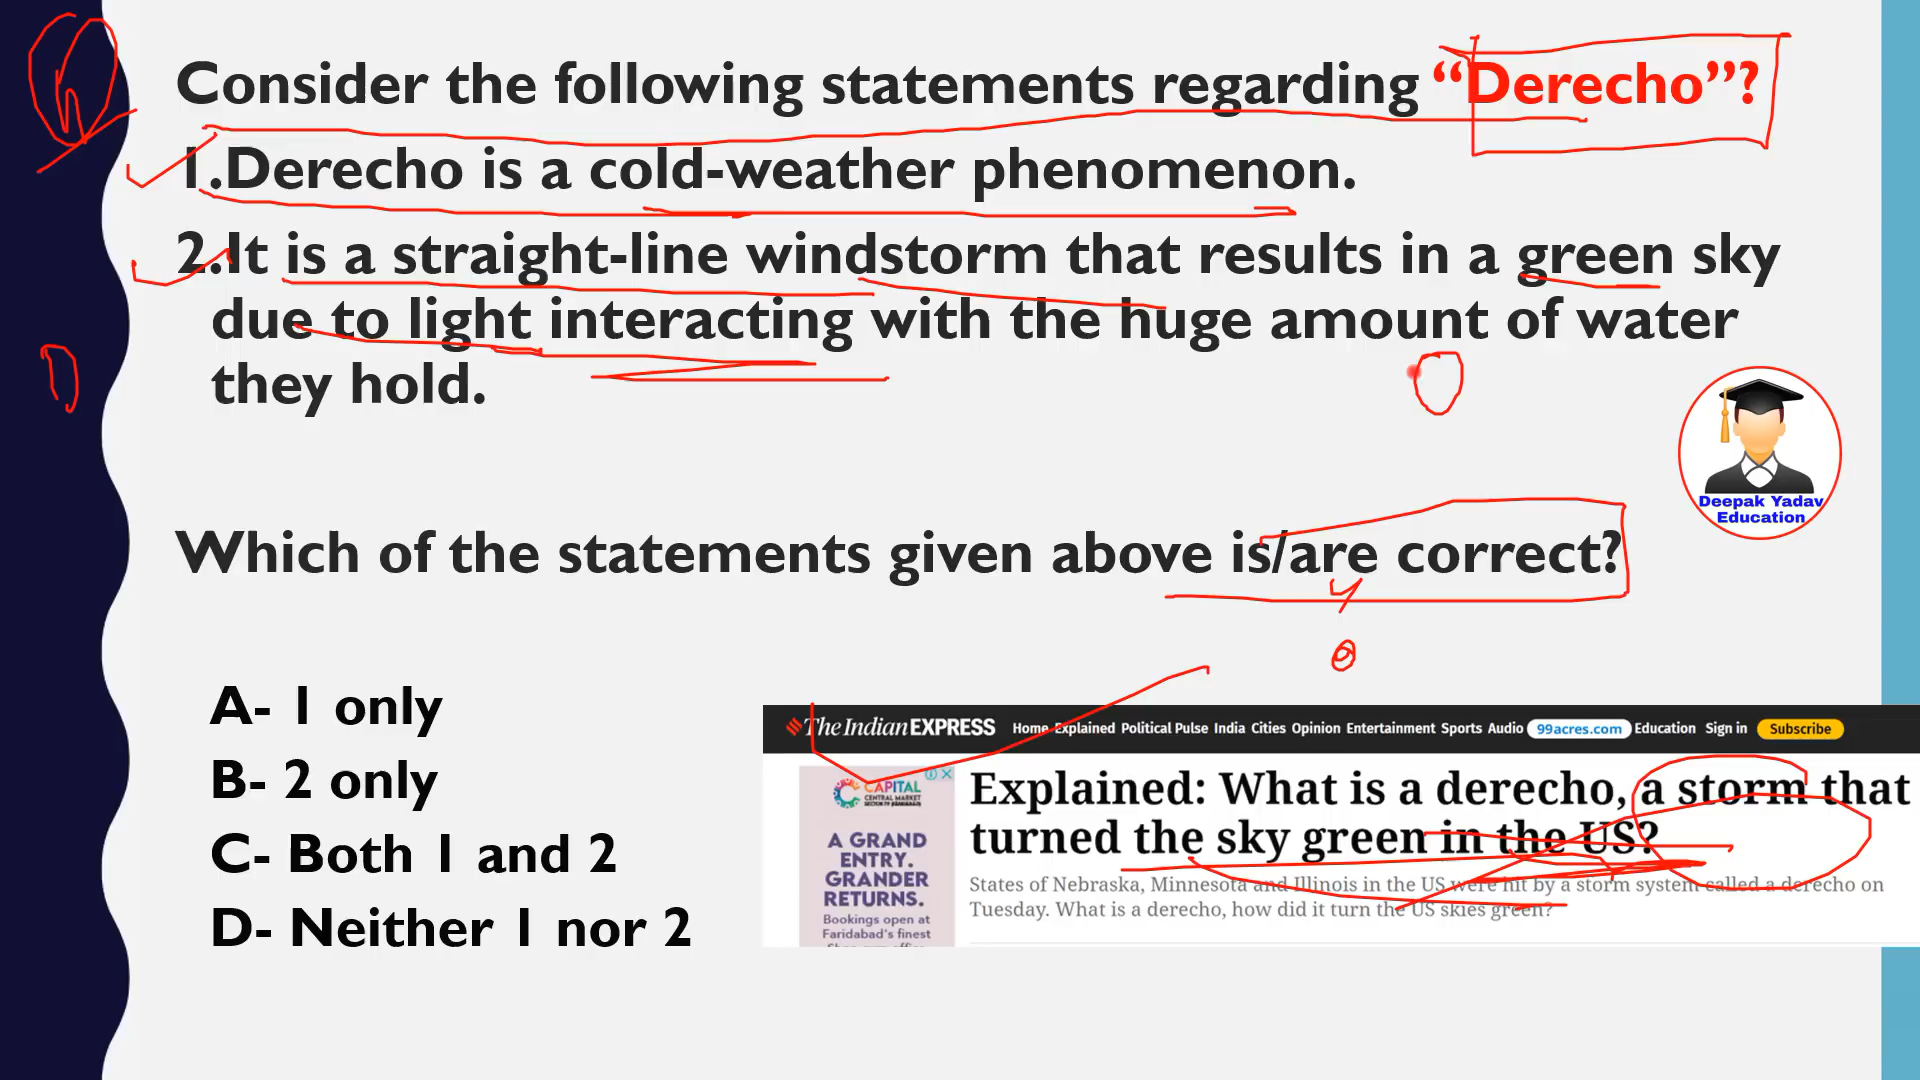 Consider the following statements regarding “Derecho”?
1.Derecho is a cold-weather phenomenon.
2.It is a straight-line windstorm that results in a green sky
due to light interacting with the huge amount of water
they hold.
Deepak Yadav
Education
Which of the statements given above is/are correct?
A- 1 only
B- 2 only
C- Both 1 and 2
D- Neither 1 nor 2
The Indian EXPRESS Home Explained Political Pulse India Cities Opinion Entertainment Sports Audio 99acres.com Education Sign in Subscribe
CAPITAL
CENTRAL MARKET
A GRAND
ENTRY.
GRANDER
RETURNS.
Bookings open at
Faridabad's finest
Explained: What is a derecho, a storm that
turned the sky green in the US?
States of Nebraska, Minnesota and Illinois in the US were hit by a storm system called a derecho on
Tuesday. What is a derecho, how did it turn the US skies green?